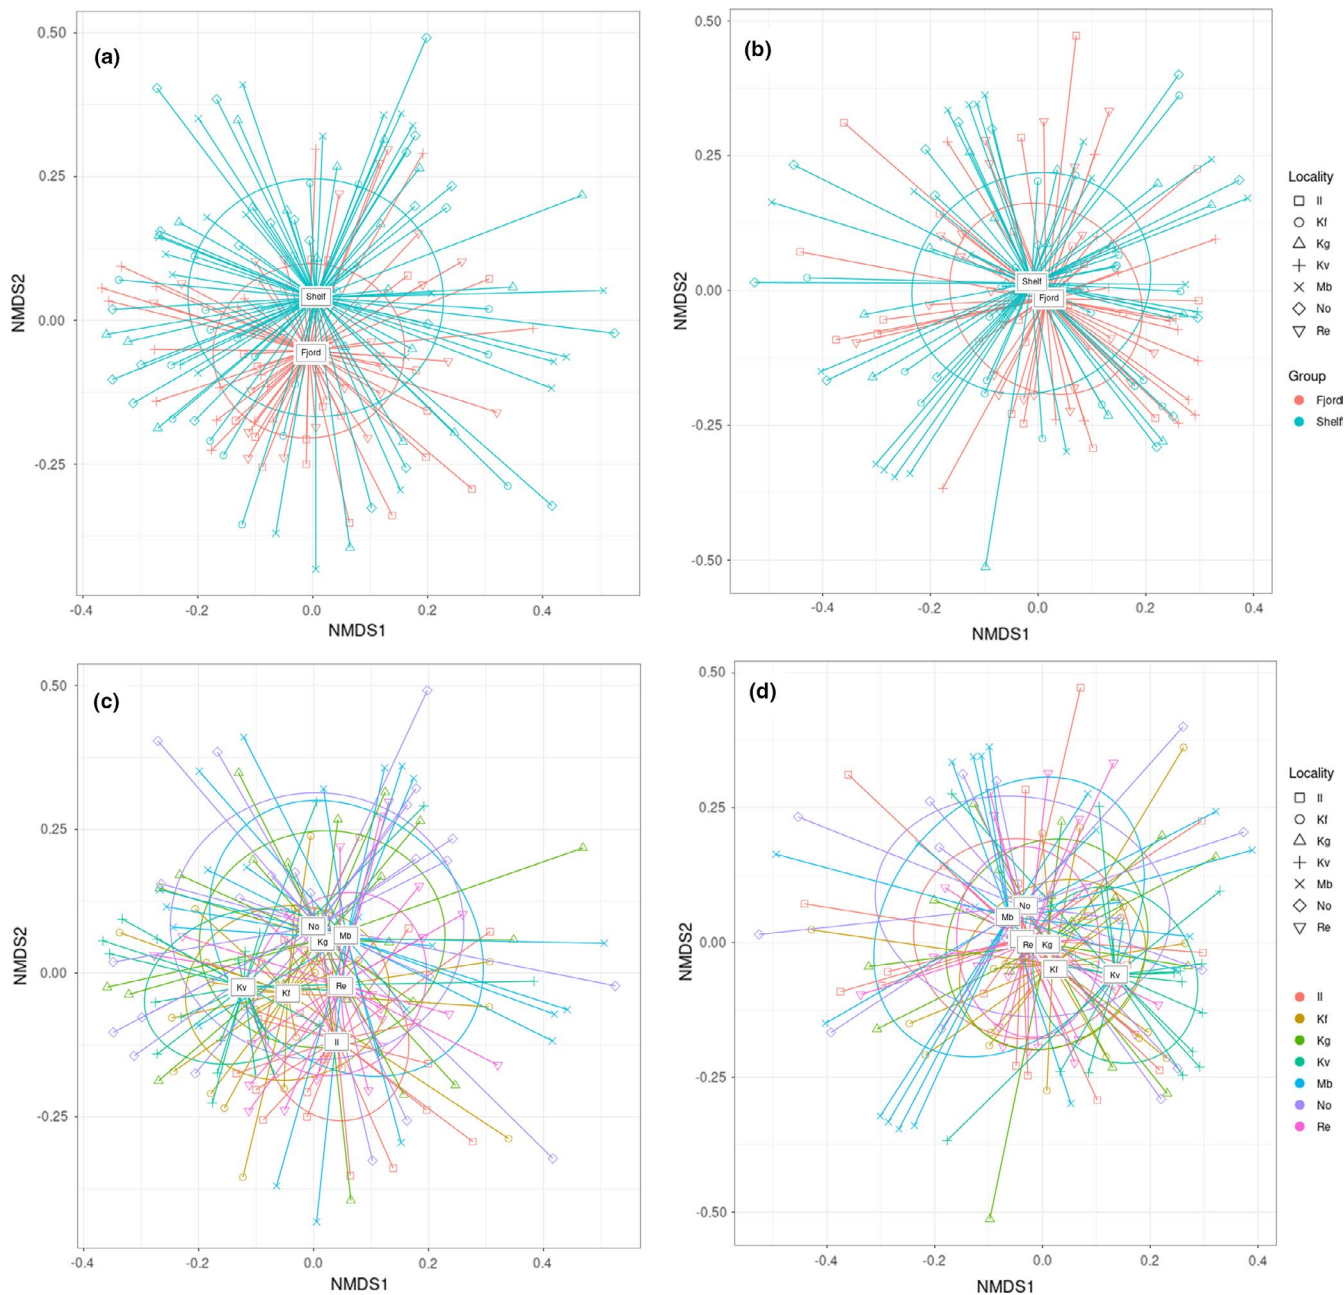 (a)
0.50
0.25
0.00
-0.25
NMDS2
Shelf
Fjord
-0.4
-0.2
0.0
0.2
0.4
NMDS1
(b)
0.50
0.25
0.00
-0.25
-0.50
NMDS2
Shelf
Fjord
-0.4
-0.2
0.0
0.2
0.4
NMDS1
Locality
Il
Kf
Kg
Kv
Mb
No
Re
Group
Fjord
Shelf
(c)
0.50
0.25
0.00
-0.25
NMDS2
No
Kg
Mb
Kv
Kf
Re
Il
-0.4
-0.2
0.0
0.2
0.4
NMDS1
(d)
0.50
0.25
0.00
-0.25
-0.50
NMDS2
No
Mb
Re
Kg
Kf
Kv
-0.4
-0.2
0.0
0.2
0.4
NMDS1
Locality
Il
Kf
Kg
Kv
Mb
No
Re
Il
Kf
Kg
Kv
Mb
No
Re